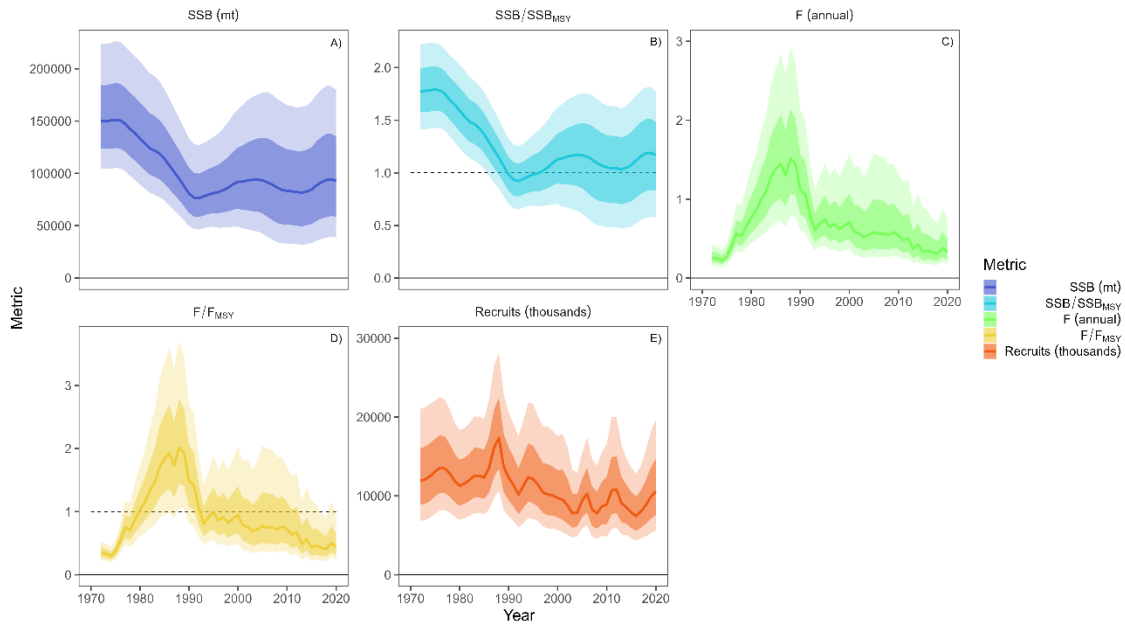 SSB (mt)
SSB/SSBMSY
F (annual)
A)
B)
C)
200000
150000
100000
50000
0
2.0
1.5
1.0
0.5
0.0
3
2
1
0
1970 1980 1990 2000 2010 2020
Metric
F/FMSY
Recruits (thousands)
D)
E)
3
2
1
0
30000
20000
10000
0
1970 1980 1990 2000 2010 2020
1970 1980 1990 2000 2010 2020
Year
Metric
SSB (mt)
SSB/SSBMSY
F (annual)
F/FMSY
Recruits (thousands)